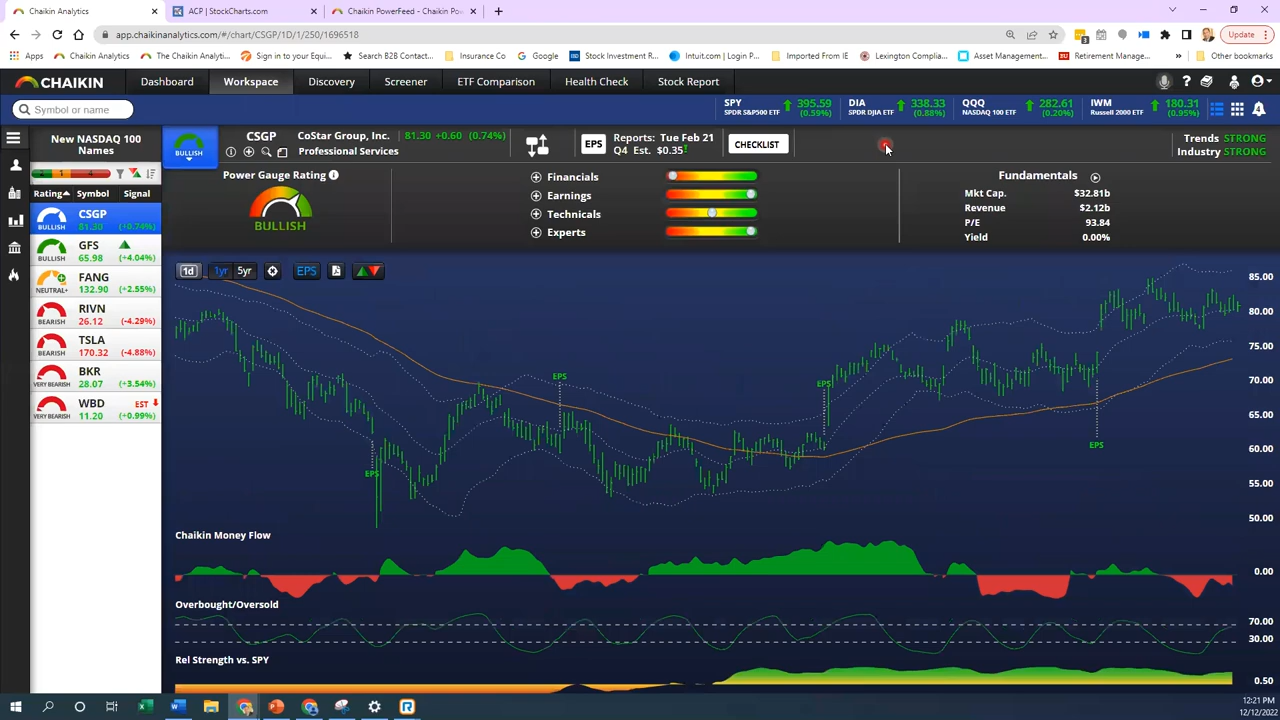 Chaikin Analytics
ACP | StockCharts.com
Chaikin PowerFeed - Chaikin Po
app.chaikinanalytics.com/#/chart/CSGP/1D/1/250/1696518
Update
Apps
Chaikin Analytics
The Chaikin Analyti...
Sign in to your Equi...
Search B2B Contact...
Insurance Co
Google
Stock Investment R...
Intuit.com | Login P...
Imported From IE
Lexington Complia...
Asset Management...
Retirement Manage...
Other bookmarks
CHAIKIN
Dashboard
Workspace
Discovery
Screener
ETF Comparison
Health Check
Stock Report
Symbol or name
SPY 395.59
SPDR S&P500 ETF (0.59%)
DIA 338.33
SPDR DJIA ETF (0.88%)
QQQ 282.61
NASDAQ 100 ETF (0.20%)
IWM 180.31
Russell 2000 ETF (0.95%)
New NASDAQ 100
Names
BULLISH
CSGP
CoStar Group, Inc. 81.30 +0.60 (0.74%)
Professional Services
EPS
Reports: Tue Feb 21
Q4 Est. $0.35
CHECKLIST
Trends STRONG
Industry STRONG
Rating Symbol Signal
CSGP
BULLISH 81.30 (+0.74%)
GFS
BULLISH 65.98 (+4.04%)
FANG
NEUTRAL+ 132.90 (+2.55%)
RIVN
BEARISH 26.12 (-4.29%)
TSLA
BEARISH 170.32 (-4.88%)
BKR
VERY BEARISH 28.07 (+3.54%)
WBD EST
VERY BEARISH 11.20 (+0.99%)
Power Gauge Rating
BULLISH
Financials
Earnings
Technicals
Experts
Fundamentals
Mkt Cap. $32.81b
Revenue $2.12b
P/E 93.84
Yield 0.00%
1d 1yr 5yr EPS
85.00
80.00
75.00
70.00
65.00
60.00
55.00
50.00
EPS
EPS
EPS
EPS
Chaikin Money Flow
0.00
Overbought/Oversold
70.00
30.00
Rel Strength vs. SPY
0.50
12:21 PM
12/12/2022